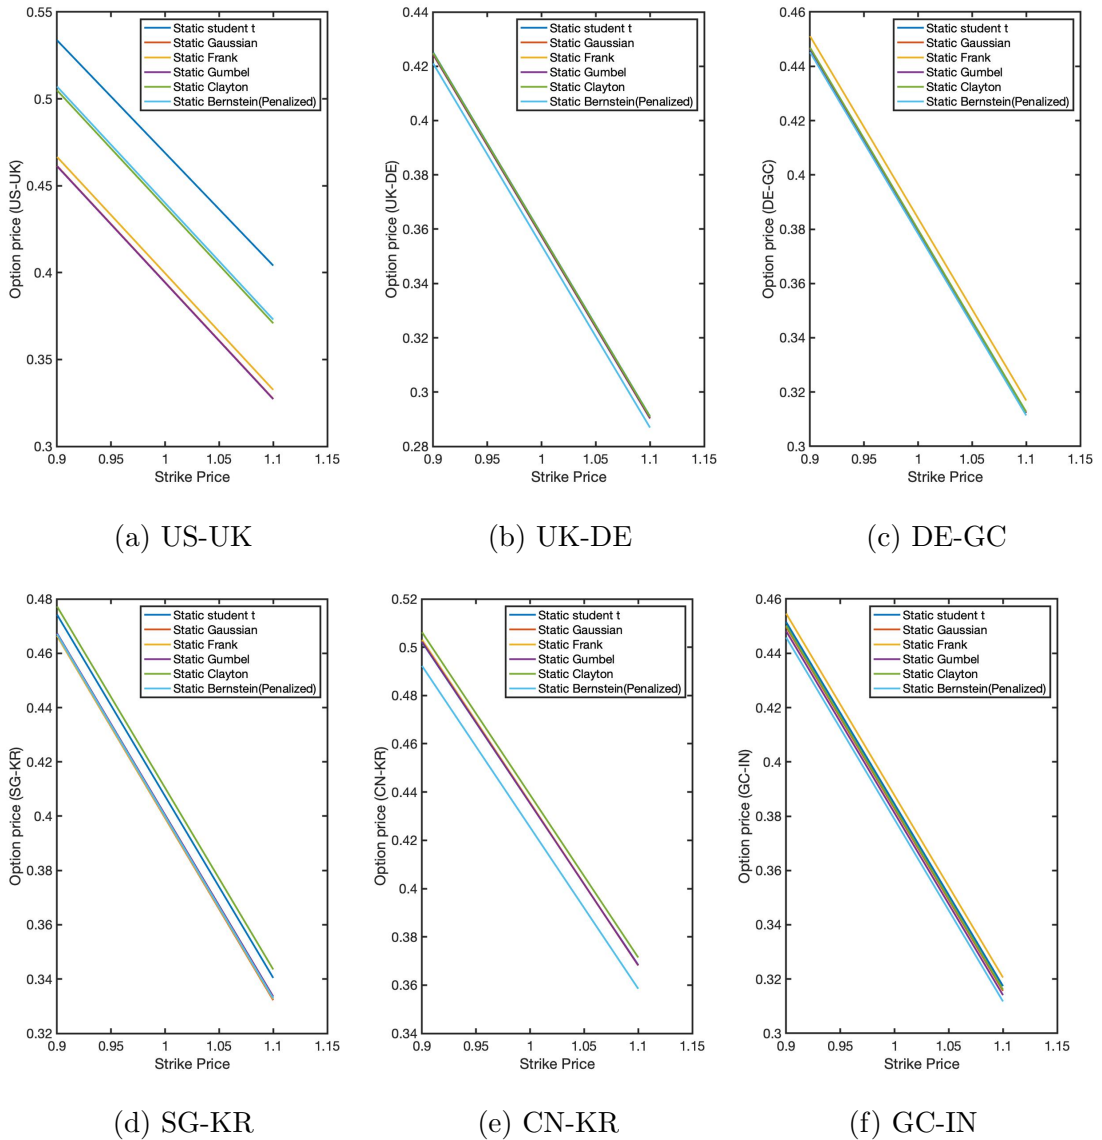 Option price (US-UK)
0.55
0.5
0.45
0.4
0.35
0.3
Static student t
Static Gaussian
Static Frank
Static Gumbel
Static Clayton
Static Bernstein(Penalized)
0.9 0.95 1 1.05 1.1 1.15
Strike Price
(a) US-UK
Option price (UK-DE)
0.44
0.42
0.4
0.38
0.36
0.34
0.32
0.3
0.28
Static student t
Static Gaussian
Static Frank
Static Gumbel
Static Clayton
Static Bernstein(Penalized)
0.9 0.95 1 1.05 1.1 1.15
Strike Price
(b) UK-DE
Option price (DE-GC)
0.46
0.44
0.42
0.4
0.38
0.36
0.34
0.32
0.3
Static student t
Static Gaussian
Static Frank
Static Gumbel
Static Clayton
Static Bernstein(Penalized)
0.9 0.95 1 1.05 1.1 1.15
Strike Price
(c) DE-GC
Option price (SG-KR)
0.48
0.46
0.44
0.42
0.4
0.38
0.36
0.34
0.32
Static student t
Static Gaussian
Static Frank
Static Gumbel
Static Clayton
Static Bernstein(Penalized)
0.9 0.95 1 1.05 1.1 1.15
Strike Price
(d) SG-KR
Option price (CN-KR)
0.52
0.5
0.48
0.46
0.44
0.42
0.4
0.38
0.36
0.34
Static student t
Static Gaussian
Static Frank
Static Gumbel
Static Clayton
Static Bernstein(Penalized)
0.9 0.95 1 1.05 1.1 1.15
Strike Price
(e) CN-KR
Option price (GC-IN)
0.46
0.44
0.42
0.4
0.38
0.36
0.34
0.32
0.3
Static student t
Static Gaussian
Static Frank
Static Gumbel
Static Clayton
Static Bernstein(Penalized)
0.9 0.95 1 1.05 1.1 1.15
Strike Price
(f) GC-IN